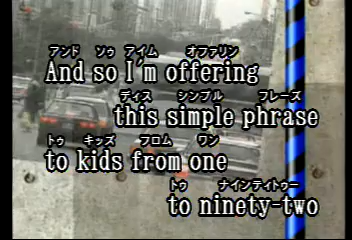 アンド ソゥ アイム オファリン
And so I'm offering
ディス シンプル フレーズ
this simple phrase
トゥ キッズ フロム ワン
to kids from one
トゥ ナインティトゥー
to ninety-two